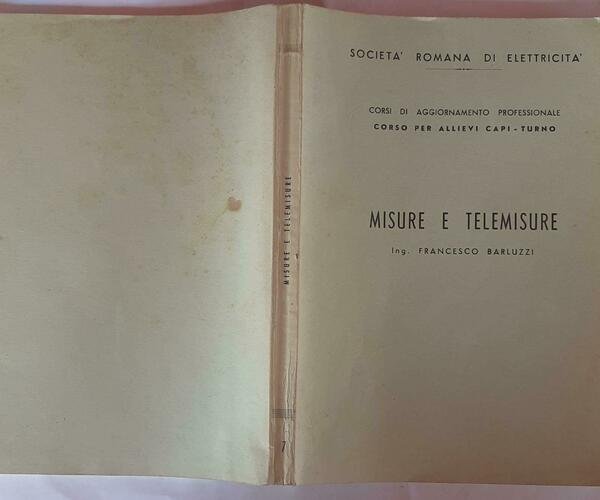 SOCIETA' ROMANA DI ELETTRICITA'
CORSI DI AGGIORNAMENTO PROFESSIONALE
CORSO PER ALLIEVI CAPI-TURNO
MISURE E TELEMISURE
Ing. FRANCESCO BARLUZZI
MISURE E TELEMISURE
7